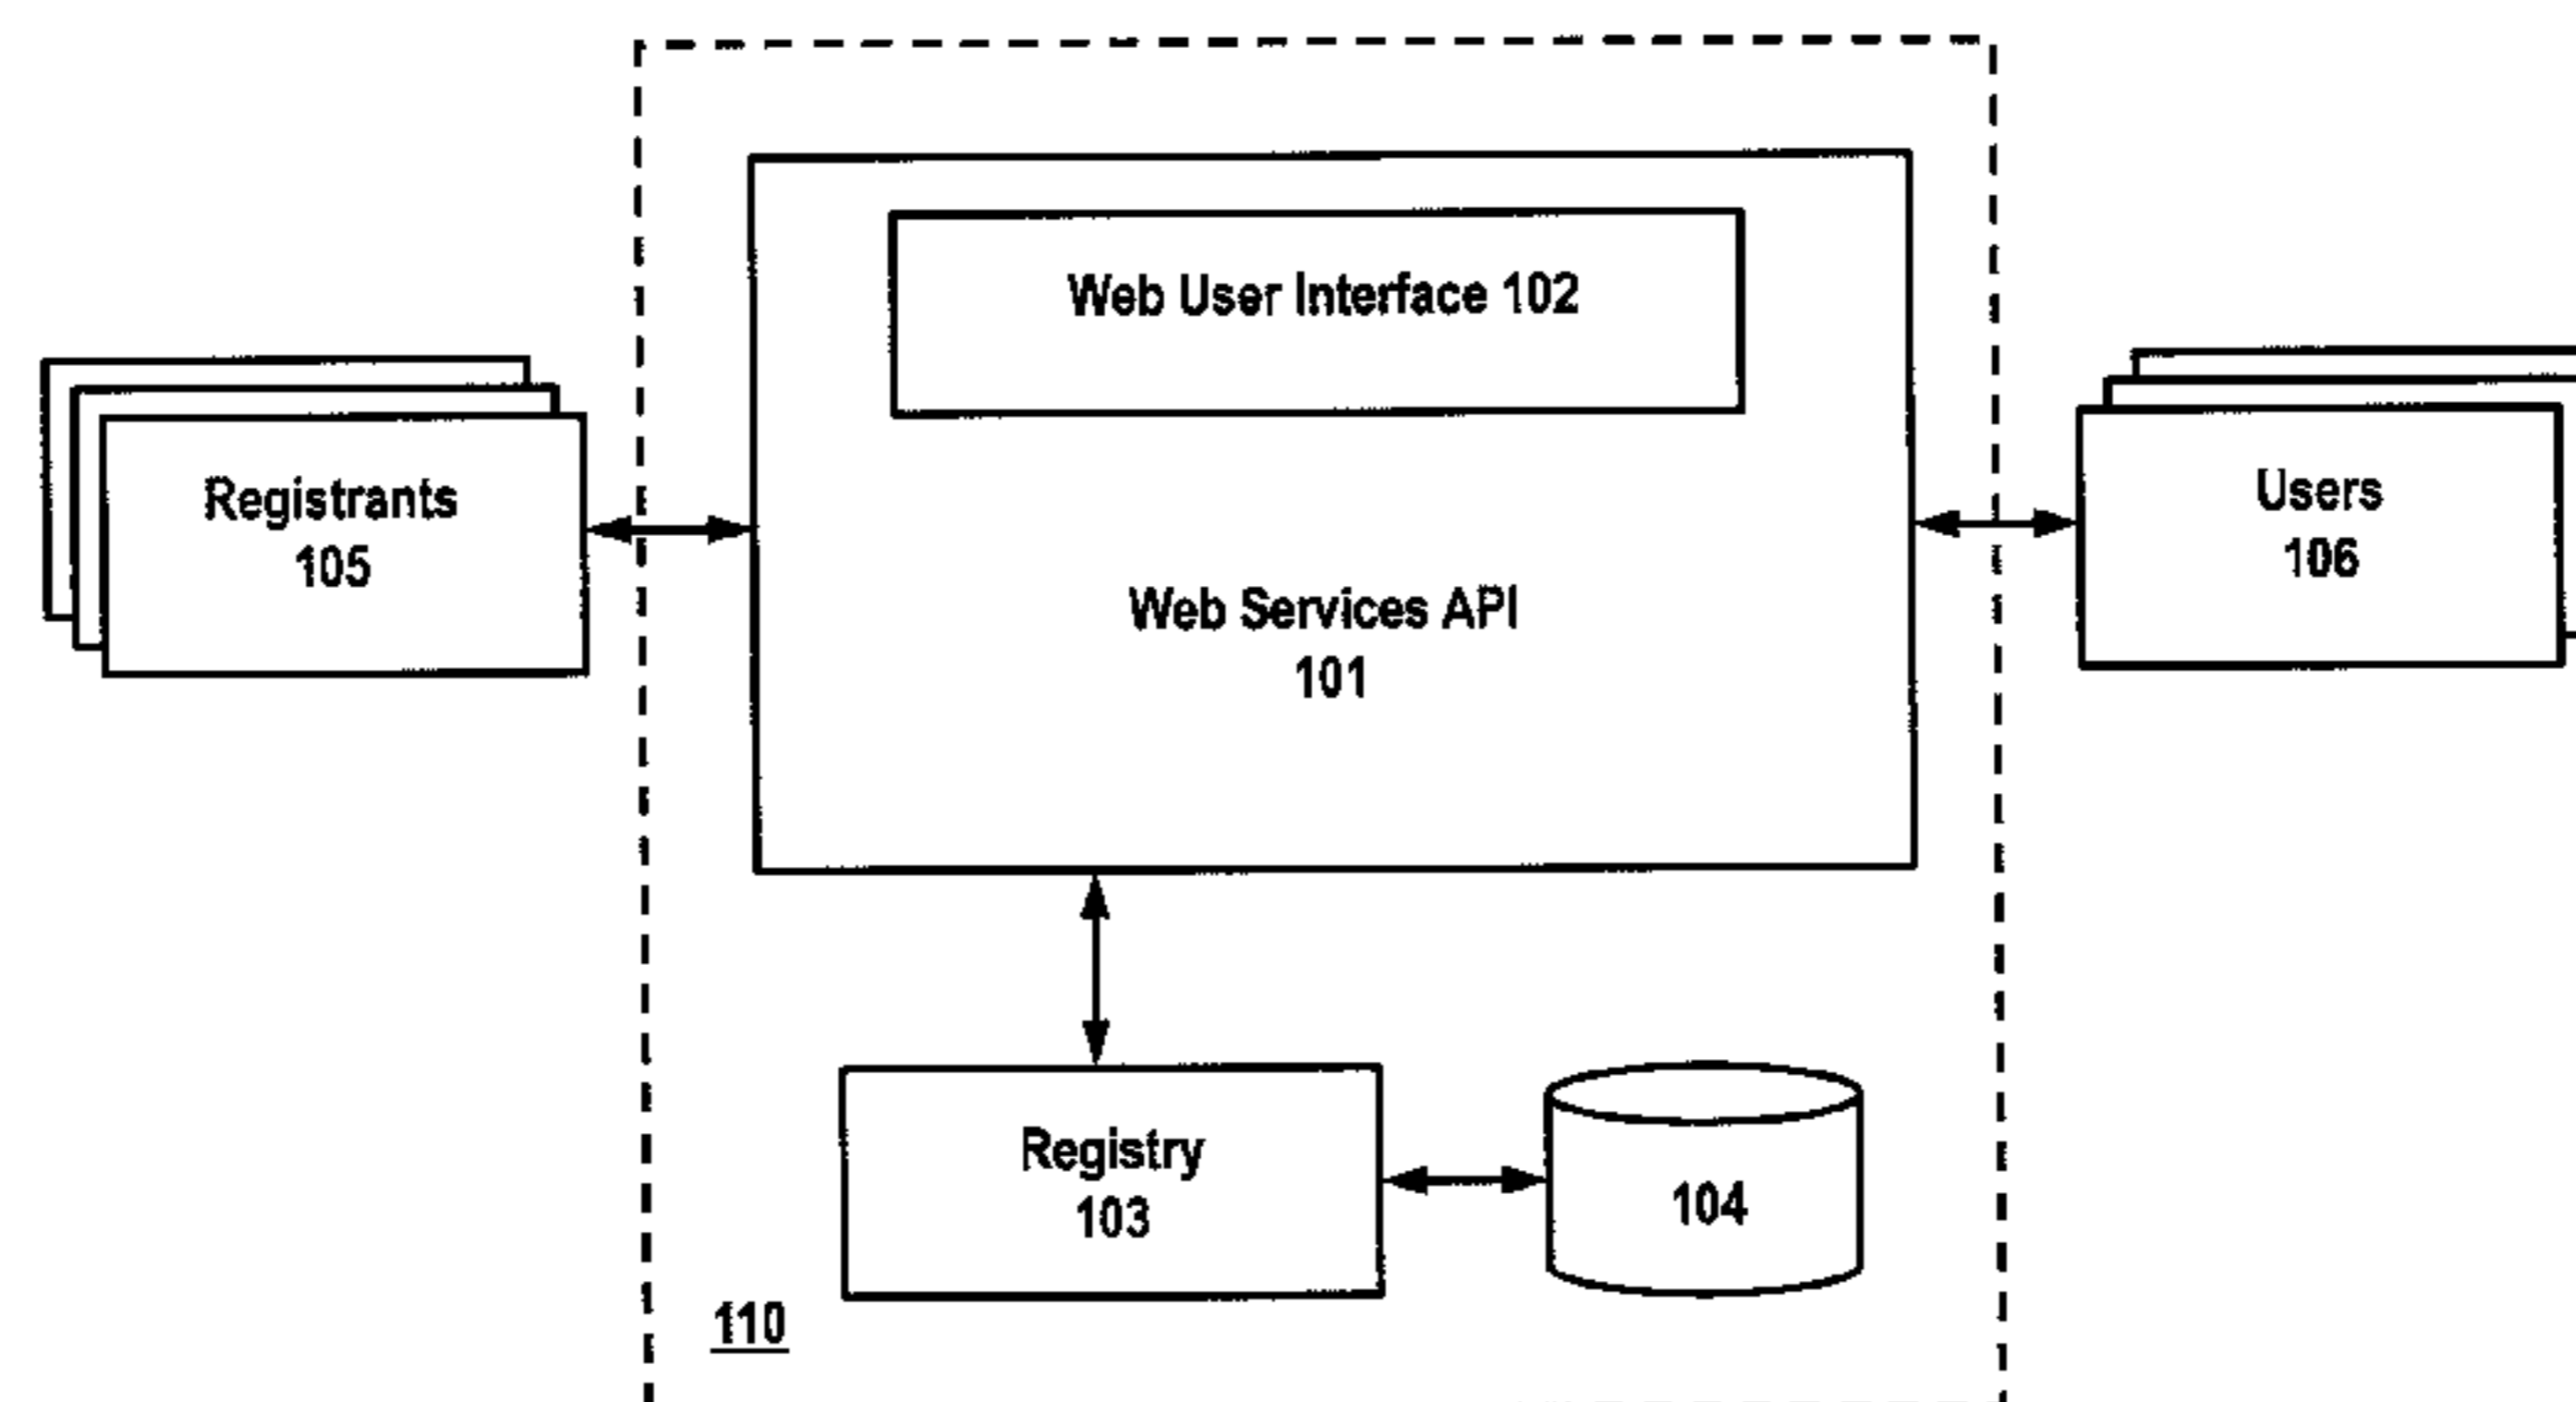 Web User Interface 102
Registrants
105
Web Services API
101
Users
106
Registry
103
104
110